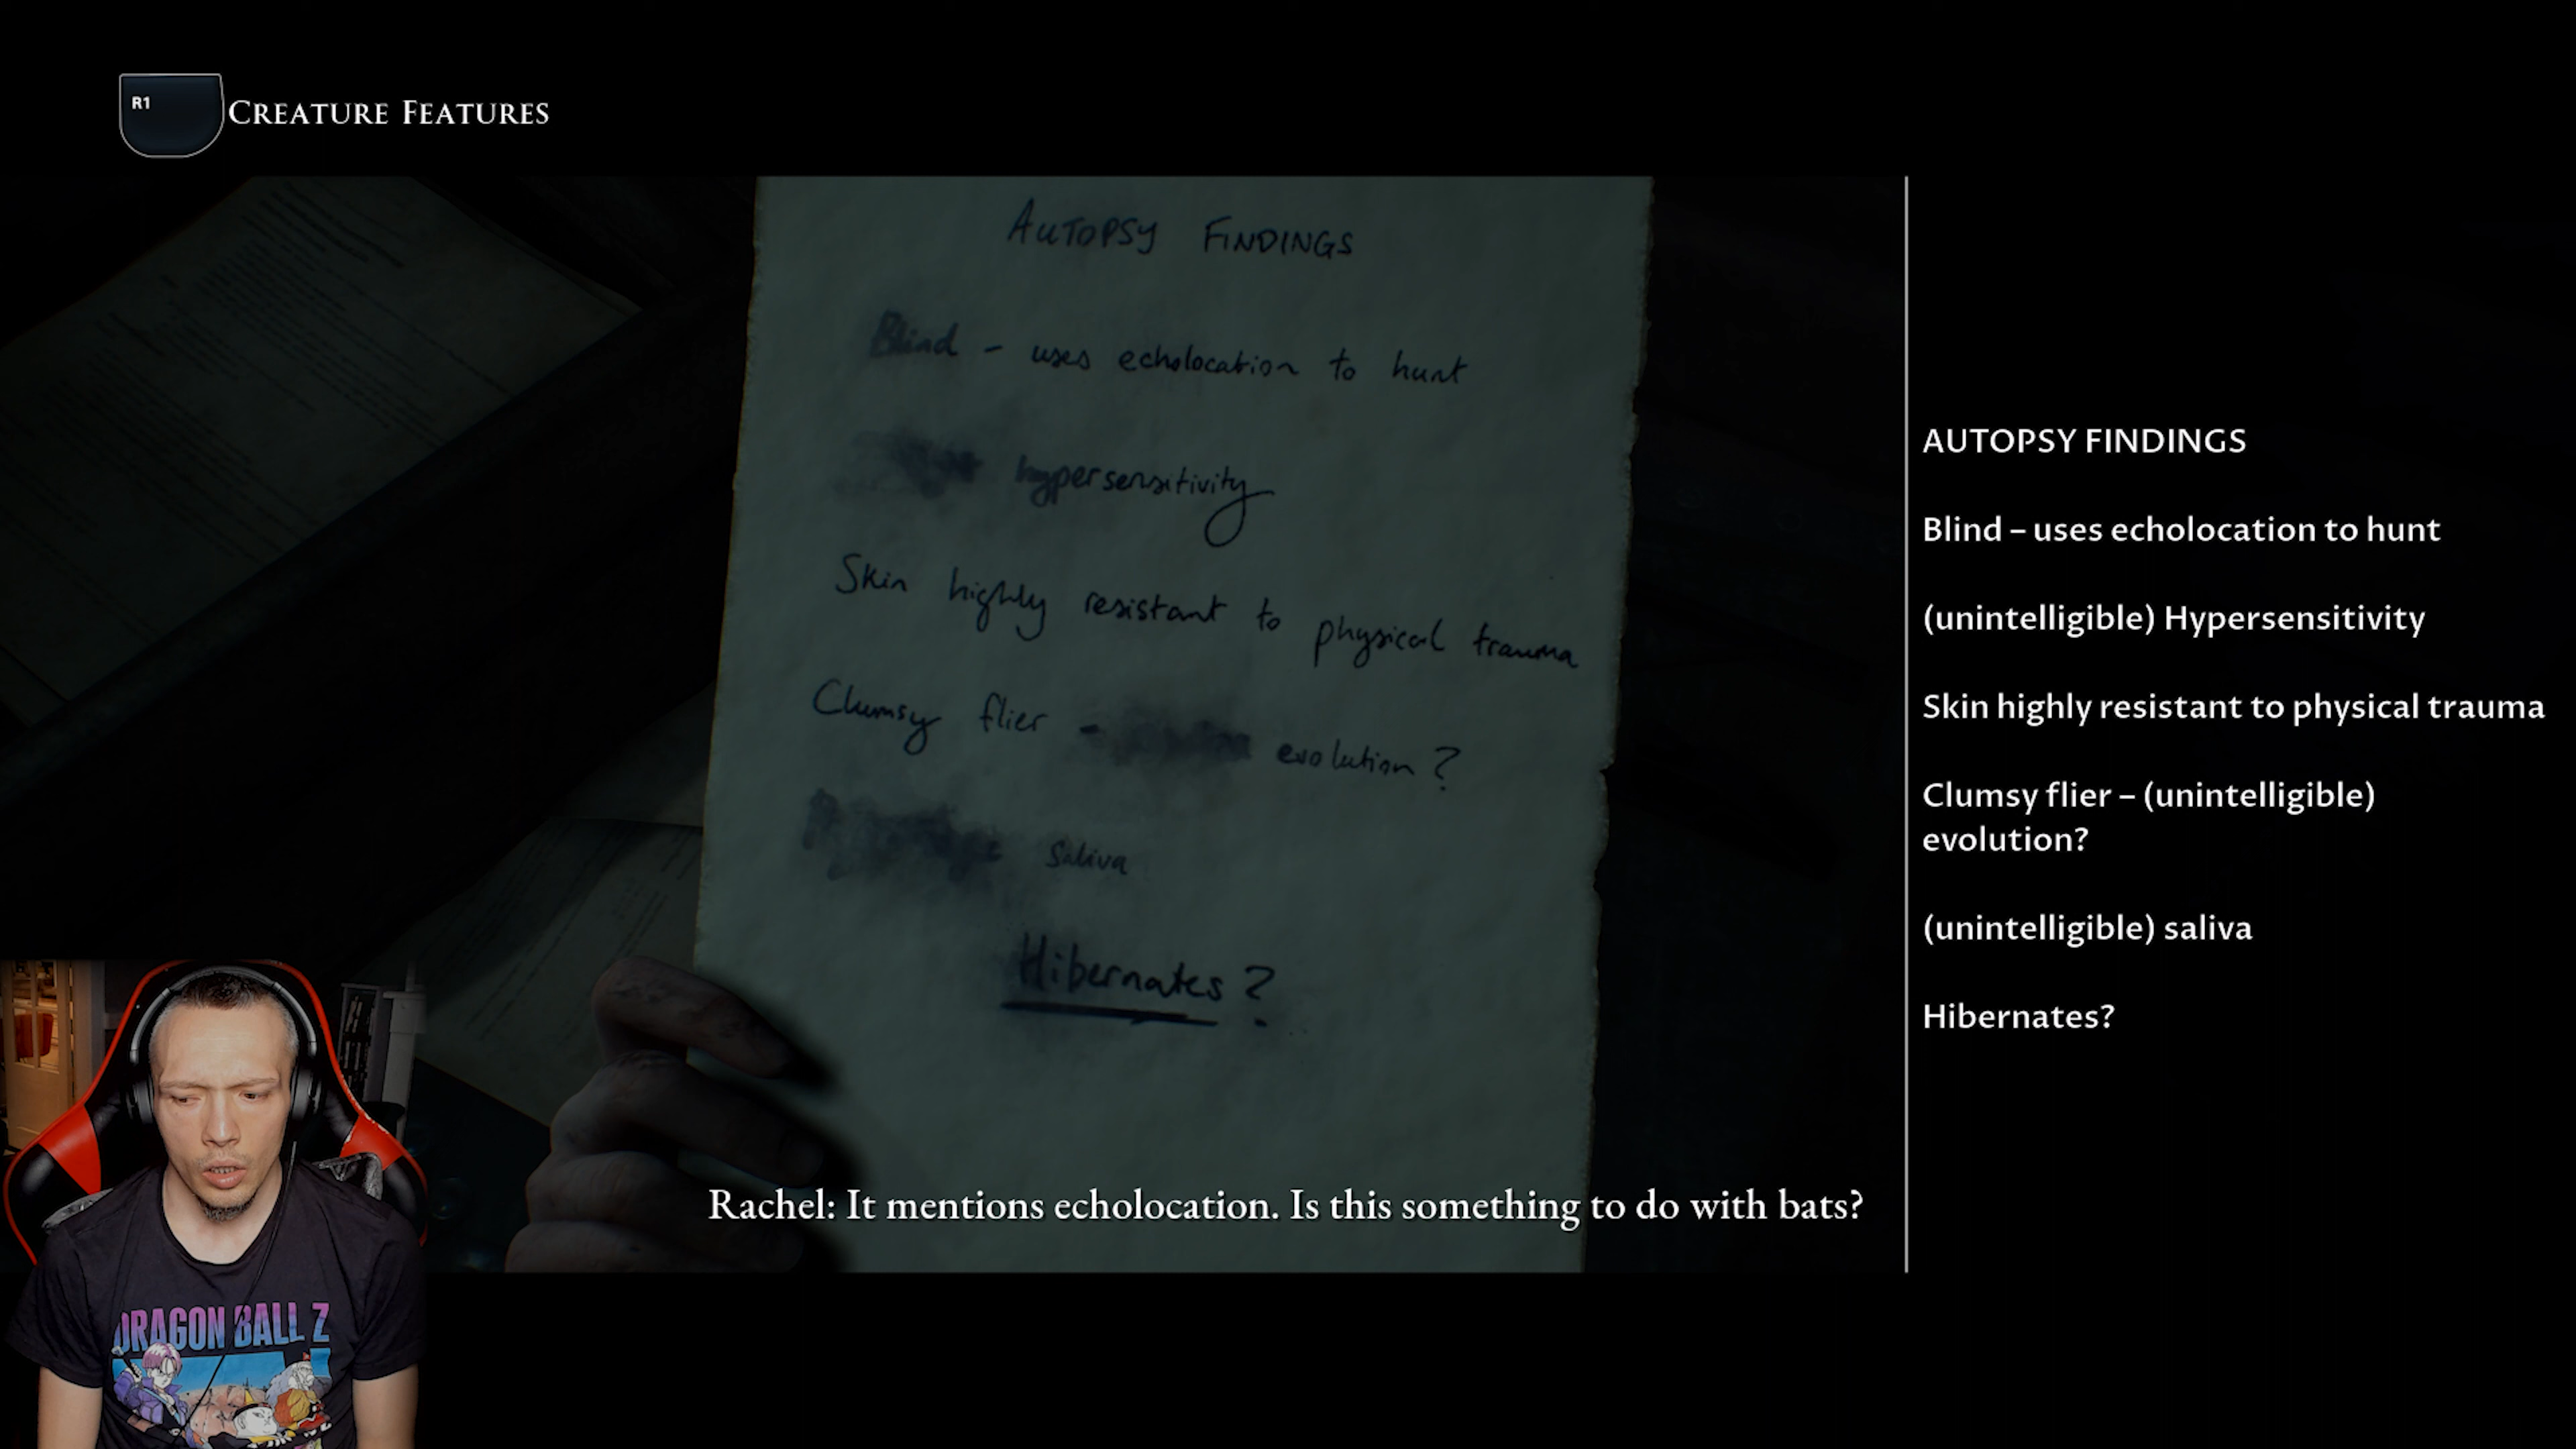 R1
CREATURE FEATURES
AUTOPSY FINDINGS
Blind - uses echolocation to hunt
hypersensitivity
Skin highly resistant to physical trauma
Clumsy flier - evolution?
Saliva
Hibernates?
AUTOPSY FINDINGS
Blind – uses echolocation to hunt
(unintelligible) Hypersensitivity
Skin highly resistant to physical trauma
Clumsy flier – (unintelligible)
evolution?
(unintelligible) saliva
Hibernates?
Rachel: It mentions echolocation. Is this something to do with bats?
DRAGON BALL Z